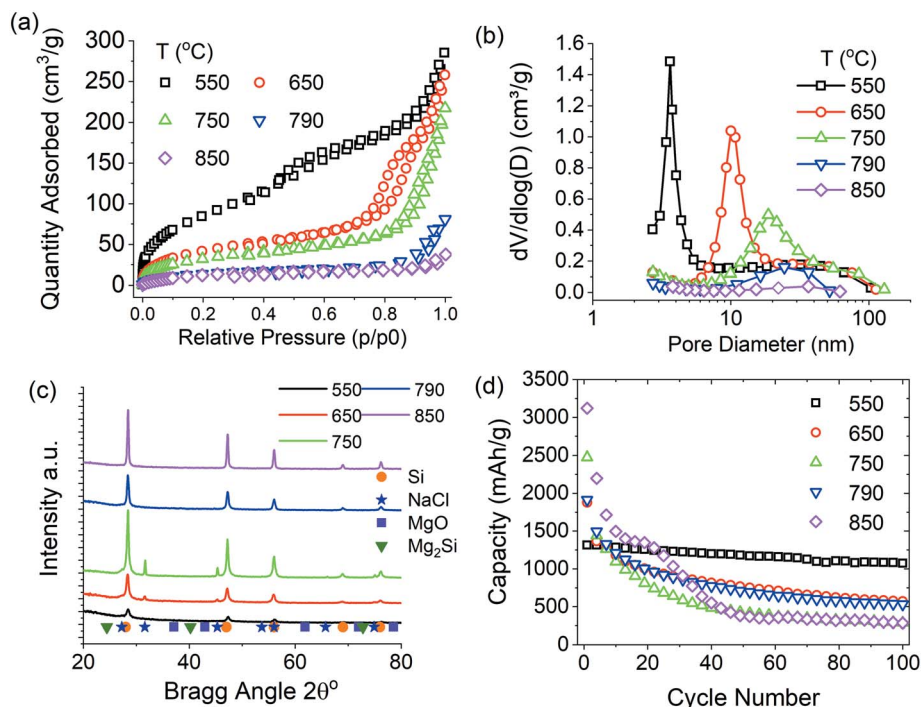 (a)
T (°C)
550 650
750 790
850
Quantity Adsorbed (cm³/g)
300
250
200
150
100
50
0
0.0 0.2 0.4 0.6 0.8 1.0
Relative Pressure (p/p0)
(b)
T (°C)
550
650
750
790
850
dV/dlog(D) (cm³/g)
1.6
1.4
1.2
1.0
0.8
0.6
0.4
0.2
0.0
1 10 100
Pore Diameter (nm)
(c)
550 790
650 850
750
Si
NaCl
MgO
Mg₂Si
Intensity a.u.
20 40 60 80
Bragg Angle 2θº
(d)
550
650
750
790
850
Capacity (mAh/g)
3500
3000
2500
2000
1500
1000
500
0
0 20 40 60 80 100
Cycle Number